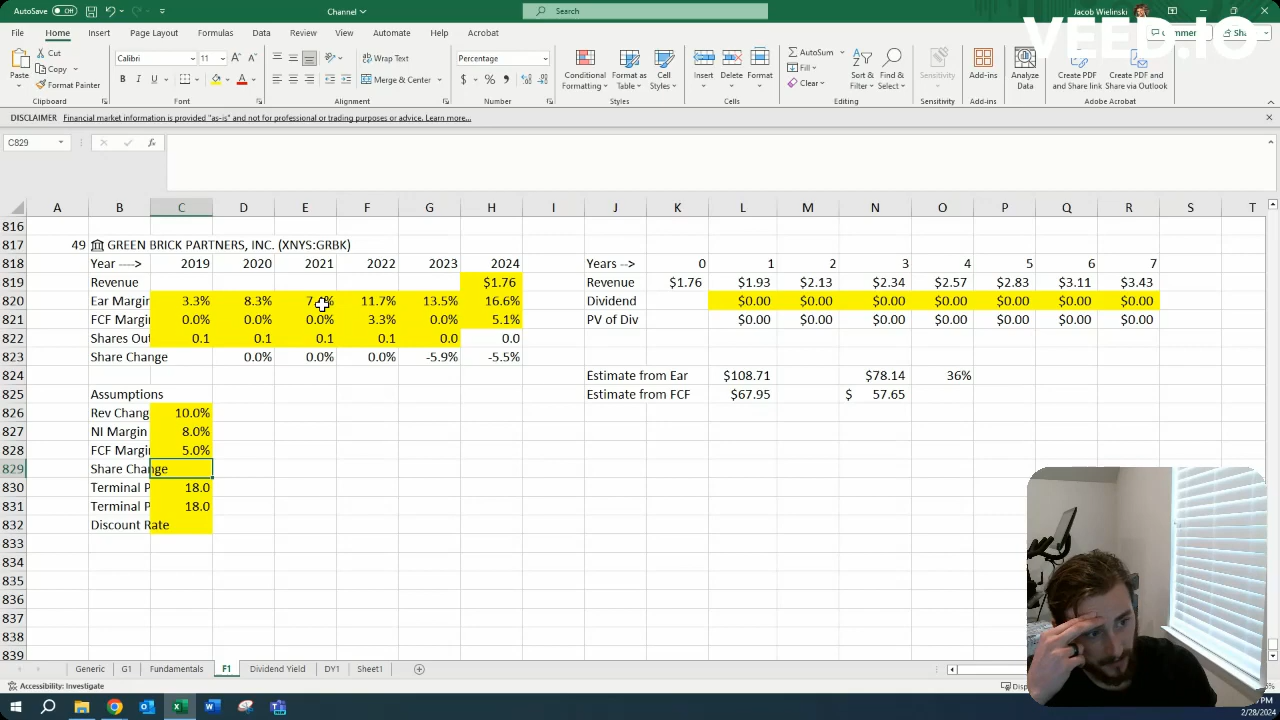 AutoSave Off
Channel
Search
Jacob Wielinski
VEED.IO
File Home Insert Page Layout Formulas Data Review View Automate Help Acrobat
Comments Share
Paste
Cut
Copy
Format Painter
Clipboard
Calibri 11
B I U
Font
Wrap Text
Merge & Center
Alignment
Percentage
$ % 9
Number
Conditional Formatting
Format as Table
Cell Styles
Styles
Insert Delete Format
Cells
AutoSum
Fill
Clear
Sort & Filter
Find & Select
Editing
Sensitivity
Sensitivity
Add-ins
Add-ins
Analyze Data
Create PDF and Share link
Create PDF and Share via Outlook
Adobe Acrobat
DISCLAIMER Financial market information is provided "as-is" and not for professional or trading purposes or advice. Learn more...
C829 fx
A B C D E F G H I J K L M N O P Q R S T
816
817 49 GREEN BRICK PARTNERS, INC. (XNYS:GRBK)
818 Year ----> 2019 2020 2021 2022 2023 2024 Years --> 0 1 2 3 4 5 6 7
819 Revenue $1.76 Revenue $1.76 $1.93 $2.13 $2.34 $2.57 $2.83 $3.11 $3.43
820 Ear Margin 3.3% 8.3% 11.7% 13.5% 16.6% Dividend $0.00 $0.00 $0.00 $0.00 $0.00 $0.00 $0.00
821 FCF Margin 0.0% 0.0% 0.0% 3.3% 0.0% 5.1% PV of Div $0.00 $0.00 $0.00 $0.00 $0.00 $0.00 $0.00
822 Shares Out 0.1 0.1 0.1 0.1 0.0 0.0
823 Share Change 0.0% 0.0% 0.0% -5.9% -5.5%
824 Estimate from Ear $108.71 $78.14 36%
825 Assumptions Estimate from FCF $67.95 $ 57.65
826 Rev Chang 10.0%
827 NI Margin 8.0%
828 FCF Margin 5.0%
829 Share Change
830 Terminal P 18.0
831 Terminal P 18.0
832 Discount Rate
833
834
835
836
837
838
839
Generic G1 Fundamentals F1 Dividend Yield DY1 Sheet1
Accessibility: Investigate
2/28/2024